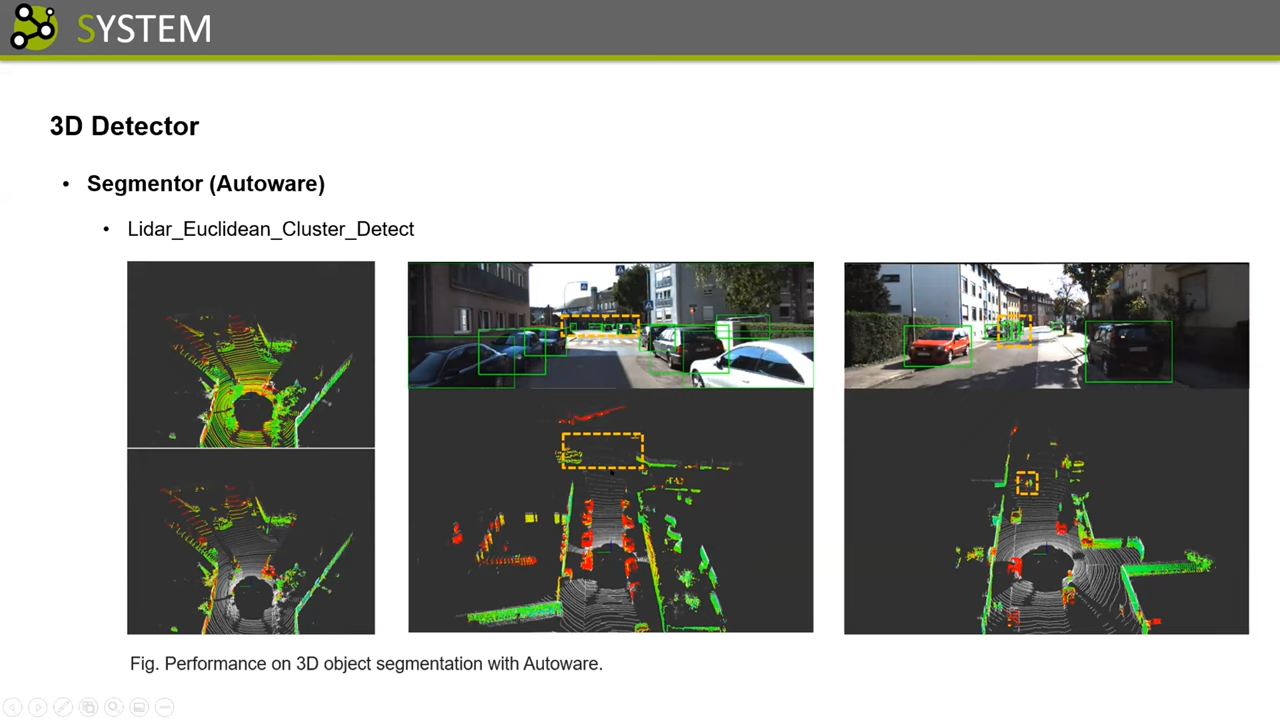 SYSTEM
3D Detector
• Segmentor (Autoware)
• Lidar_Euclidean_Cluster_Detect
Fig. Performance on 3D object segmentation with Autoware.